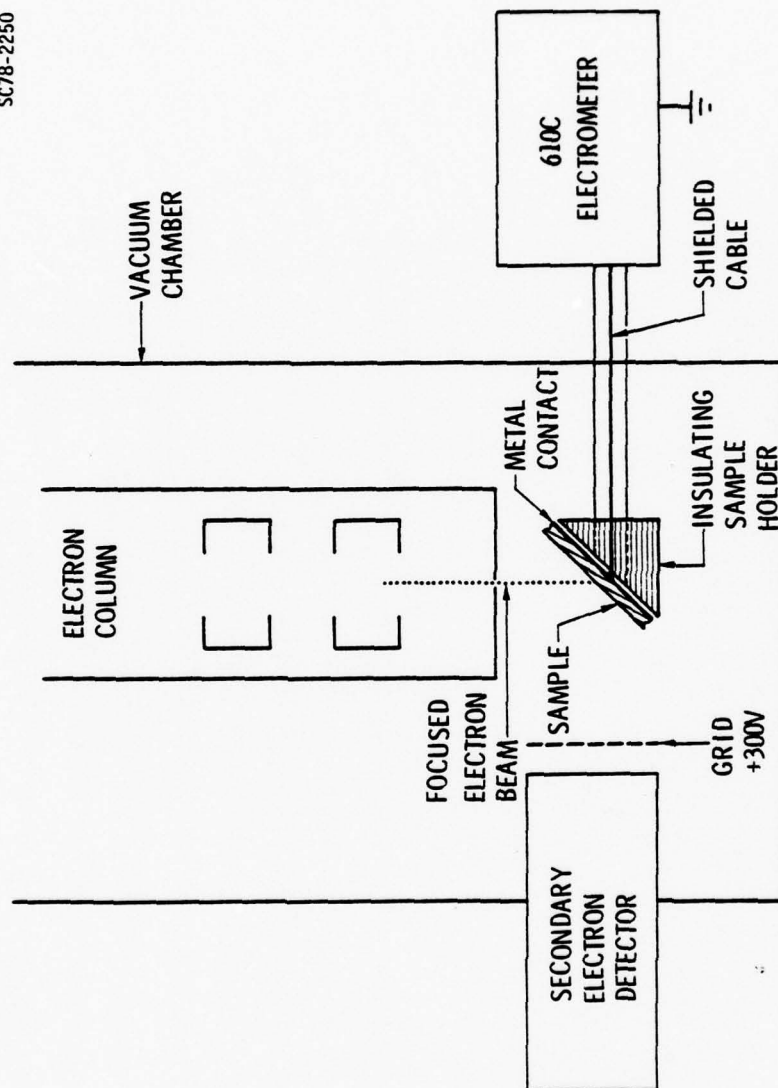 SC78-2250
VACUUM
CHAMBER
ELECTRON
COLUMN
610C
ELECTROMETER
METAL
CONTACT
SHIELDED
CABLE
FOCUSED
ELECTRON
BEAM
SAMPLE
INSULATING
SAMPLE
HOLDER
GRID
+300V
SECONDARY
ELECTRON
DETECTOR